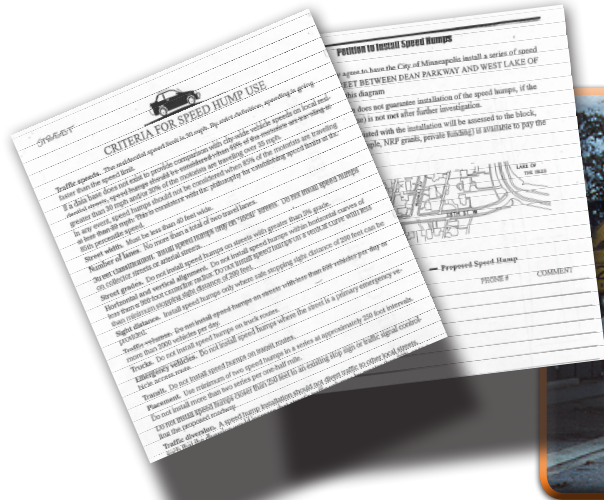 CRITERIA FOR SPEED HUMP USE
Traffic speeds. The residential speed limit is 30 mph. By strict definition, speeding is going
faster than the speed limit.
If a data base does not exist to provide comparison with city wide vehicle speeds on local resi-
dential streets, speed humps should be considered when 85% of the motorists are traveling
greater than 30 mph and/or 50% of the motorists are traveling over 35 mph.
In any event, speed humps should not be considered when 85% of the motorists are traveling
at less than 30 mph. This is consistent with the philosophy for considering speed limits at the
85th percentile speed.
Street width. Must be less than 40 feet wide.
Number of lanes. No more than a total of two travel lanes.
Street classification. Install speed humps only on "local" streets. Do not install speed humps
on collector streets or arterial streets.
Street grades. Do not install speed humps on streets with greater than 5% grade.
Horizontal and vertical alignment. Do not install speed humps within horizontal curves of
less than a 300 foot centerline radius. Do not install speed humps on a vertical curve with less
than minimum stopping sight distance of 200 feet.
Sight distance. Install speed humps only where safe stopping sight distance of 200 feet can be
provided.
Traffic volumes. Do not install speed humps on streets with less than vehicles per day or
more than 3000 vehicles per day.
Trucks. Do not install speed humps on truck routes.
Emergency vehicles. Do not install speed humps where the street is a primary emergency ve-
hicle access route.
Transit. Do not install speed humps on transit routes.
Placement. Use minimum of two speed humps in a series at approximately 250 foot intervals.
Do not install more than two series per one-half mile.
Do not install speed humps closer than 250 feet to an existing stop sign or traffic signal control-
ling the proposed roadway.
Traffic diversion. A speed hump installation should not divert traffic to other local streets.
Petition to Install Speed Humps
agree to have the City of Minneapolis install a series of speed
EET BETWEEN DEAN PARKWAY AND WEST LAKE OF
this diagram
does not guarantee installation of the speed humps, if the
is not met after further investigation.
ated with the installation will be assessed to the block,
ple, NRP grants, private funding) is available to pay the
LAKE OF
THE ISLES
Proposed Speed Hump
PHONE # COMMENT